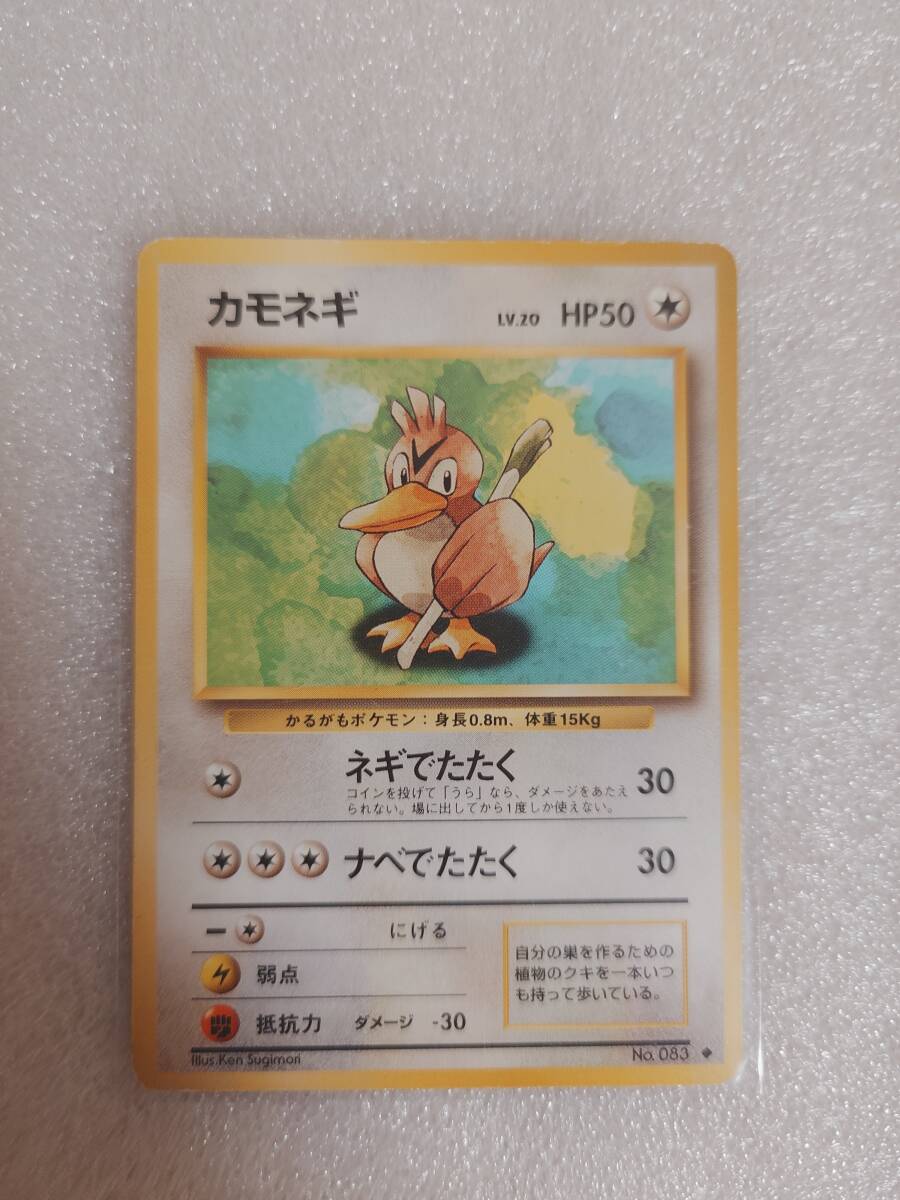 カモネギ LV.20 HP50
かるがもポケモン：身長0.8m、体重15Kg
ネギでたたく 30
コインを投げて「うら」なら、ダメージをあたえ
られない。場に出してから1度しか使えない。
ナベでたたく 30
にげる
弱点
抵抗力 ダメージ -30
自分の巣を作るための
植物のクキを一本いつ
も持って歩いている。
Illus.Ken Sugimori
No. 083